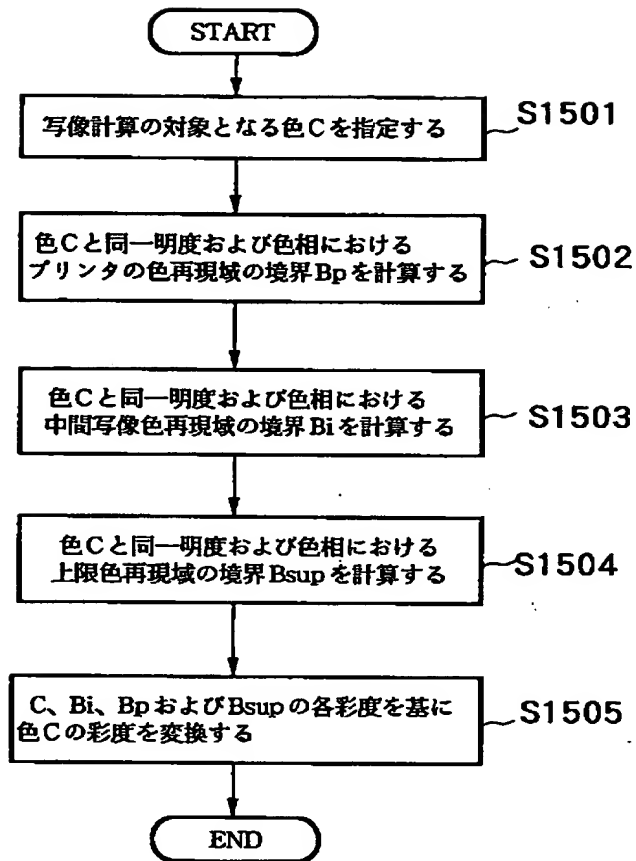 START
写像計算の対象となる色Cを指定する
S1501
色Cと同一明度および色相における
プリンタの色再現域の境界Bpを計算する
S1502
色Cと同一明度および色相における
中間写像色再現域の境界Biを計算する
S1503
色Cと同一明度および色相における
上限色再現域の境界Bsupを計算する
S1504
C、Bi、BpおよびBsupの各彩度を基に
色Cの彩度を変換する
S1505
END